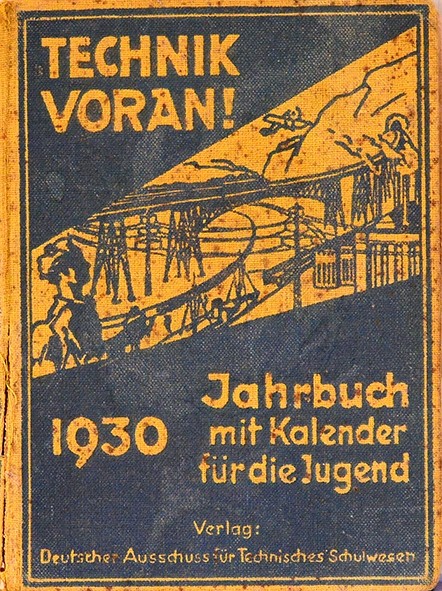 TECHNIK
VORAN!
1930
Jahrbuch
mit Kalender
für die Jugend
Verlag:
Deutscher Ausschuss für Technisches Schulwesen